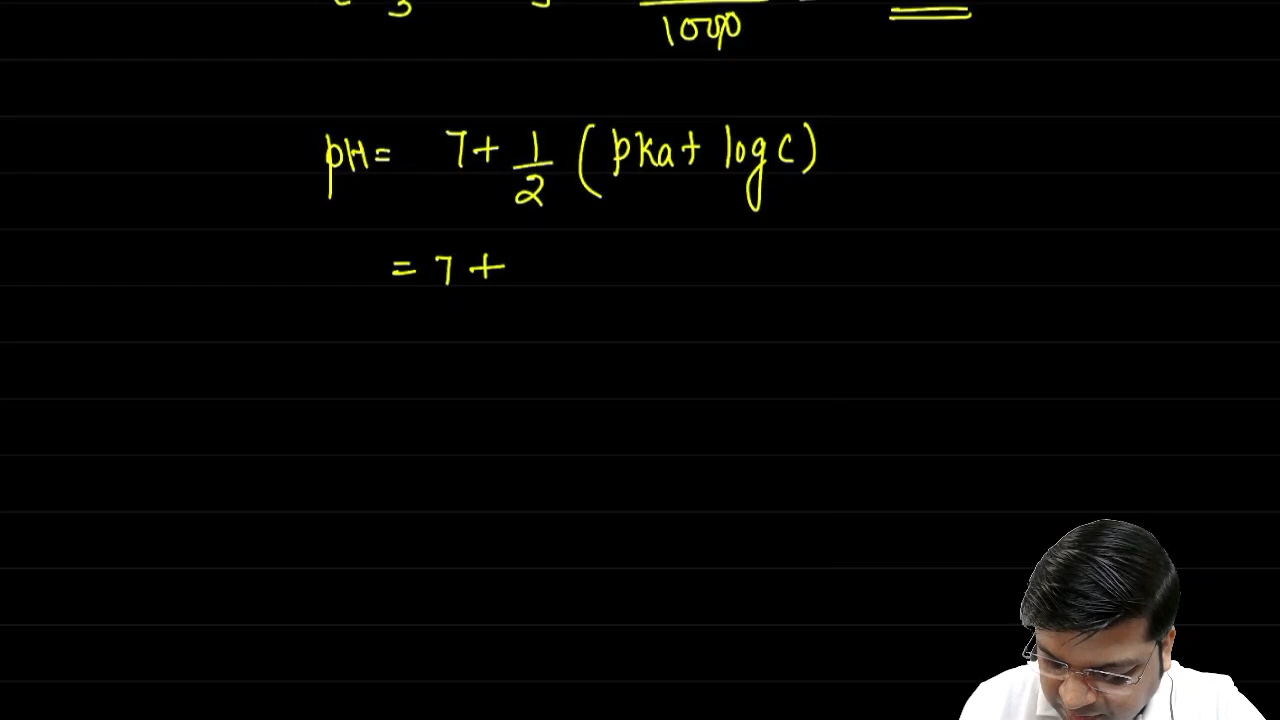 1000
pH = 7 + 1/2 (pka + log c)
= 7 +